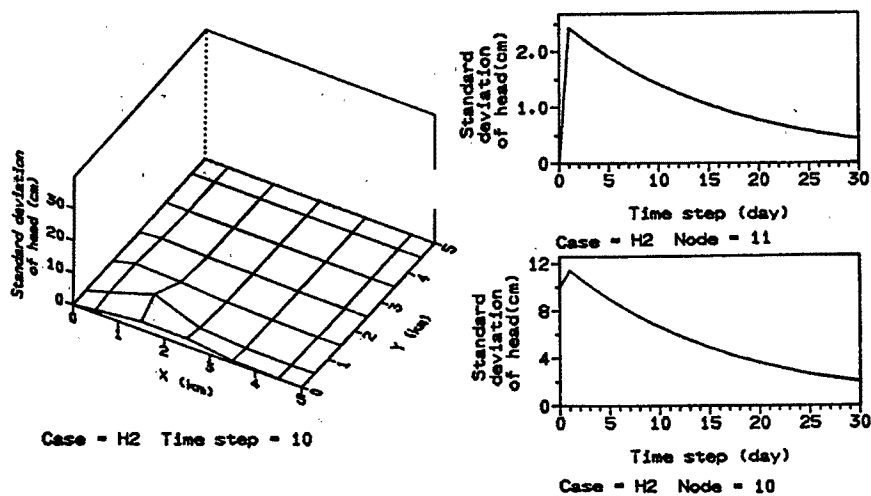 Standard deviation
of head (cm)
30
20
10
0
0
1
2
3
4
5
X (km)
0
1
2
3
4
5
Y (km)
Case = H2 Time step = 10
Standard
deviation
of head(cm)
2.0
1.0
0
0 5 10 15 20 25 30
Time step (day)
Case = H2 Node = 11
Standard
deviation
of head(cm)
12
8
4
0
0 5 10 15 20 25 30
Time step (day)
Case = H2 Node = 10